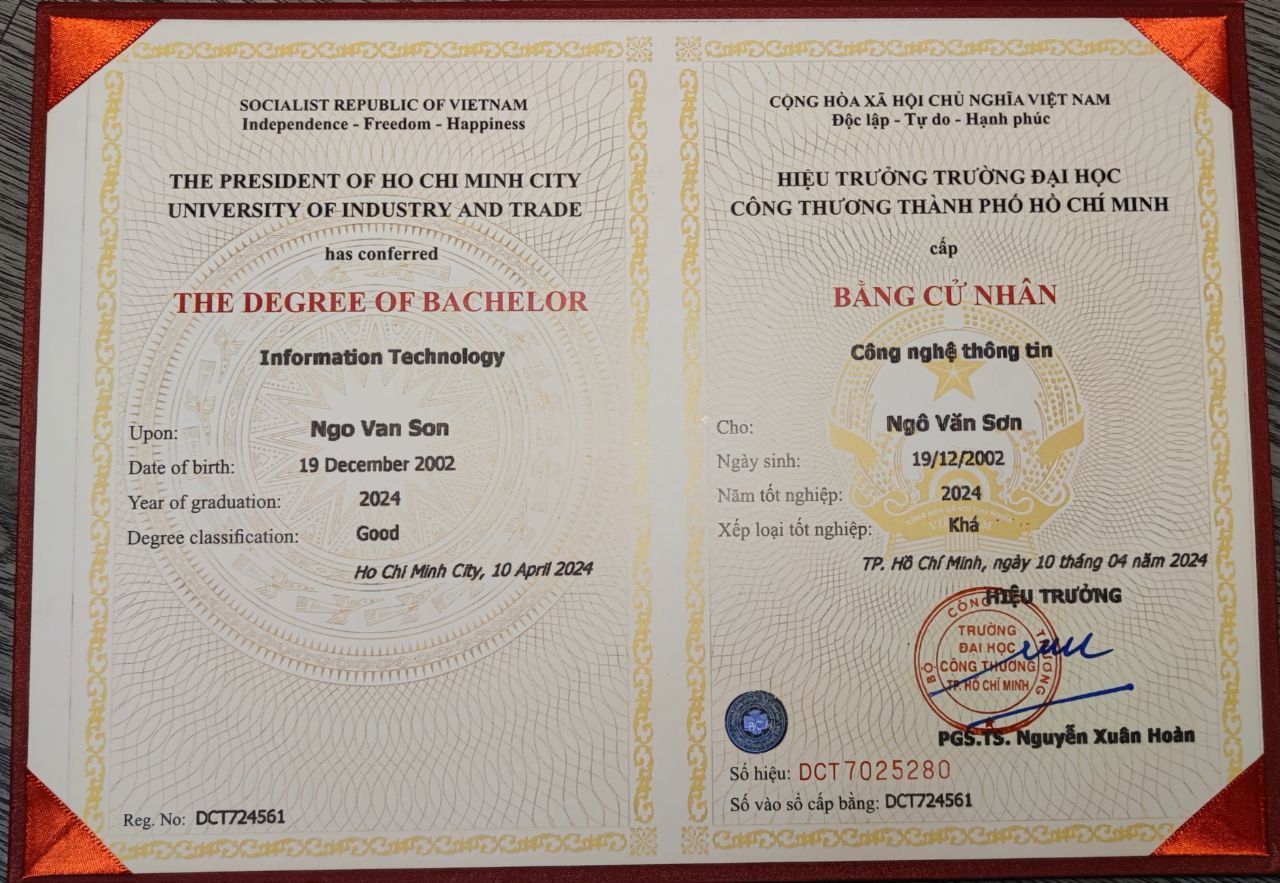 SOCIALIST REPUBLIC OF VIETNAM
Independence - Freedom - Happiness
THE PRESIDENT OF HO CHI MINH CITY
UNIVERSITY OF INDUSTRY AND TRADE
has conferred
THE DEGREE OF BACHELOR
Information Technology
Upon: Ngo Van Son
Date of birth: 19 December 2002
Year of graduation: 2024
Degree classification: Good
Ho Chi Minh City, 10 April 2024
Reg. No: DCT724561
CỘNG HÒA XÃ HỘI CHỦ NGHĨA VIỆT NAM
Độc lập - Tự do - Hạnh phúc
HIỆU TRƯỞNG TRƯỜNG ĐẠI HỌC
CÔNG THƯƠNG THÀNH PHỐ HỒ CHÍ MINH
cấp
BẰNG CỬ NHÂN
Công nghệ thông tin
Cho: Ngô Văn Sơn
Ngày sinh: 19/12/2002
Năm tốt nghiệp: 2024
Xếp loại tốt nghiệp: Khá
TP. Hồ Chí Minh, ngày 10 tháng 04 năm 2024
HIỆU TRƯỞNG
BỘ CÔNG THƯƠNG
TRƯỜNG
ĐẠI HỌC
CÔNG THƯƠNG
TP. HỒ CHÍ MINH
PGS.TS. Nguyễn Xuân Hoàn
Số hiệu: DCT7025280
Số vào sổ cấp bằng: DCT724561